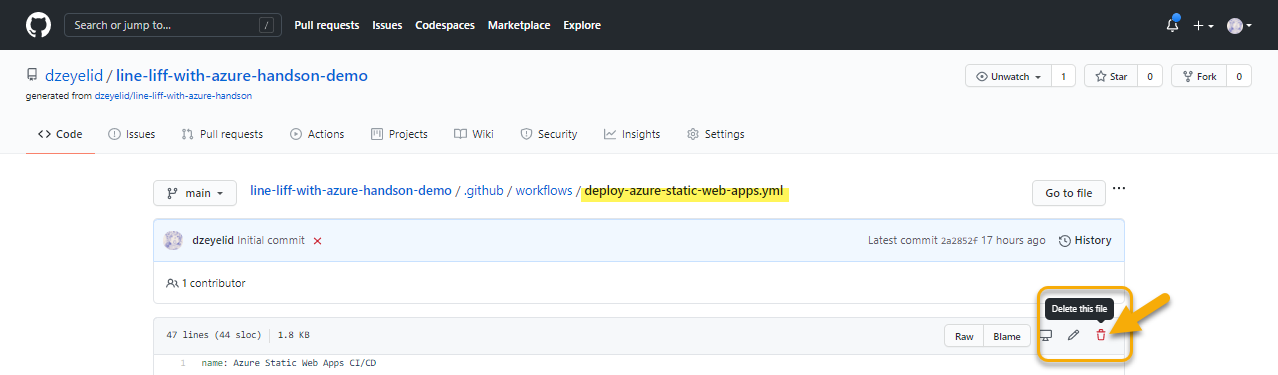 Search or jump to... /
Pull requests Issues Codespaces Marketplace Explore
dzeyelid / line-liff-with-azure-handson-demo
generated from dzeyelid/line-liff-with-azure-handson
Unwatch 1 Star 0 Fork 0
Code Issues Pull requests Actions Projects Wiki Security Insights Settings
main line-liff-with-azure-handson-demo / .github / workflows / deploy-azure-static-web-apps.yml Go to file ...
dzeyelid Initial commit Latest commit 2a2852f 17 hours ago History
1 contributor
Delete this file
47 lines (44 sloc) 1.8 KB Raw Blame
1 name: Azure Static Web Apps CI/CD